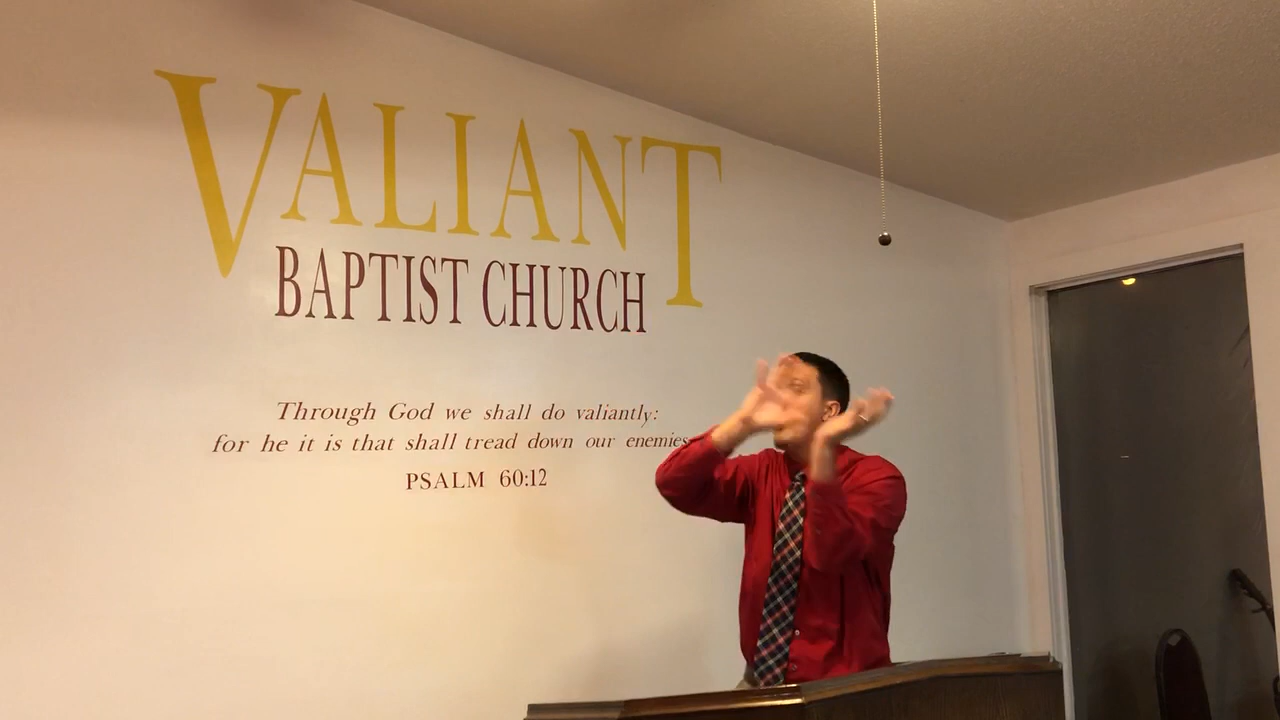 VALIANT
BAPTIST CHURCH
Through God we shall do valiantly:
for he it is that shall tread down our enemies
PSALM 60:12